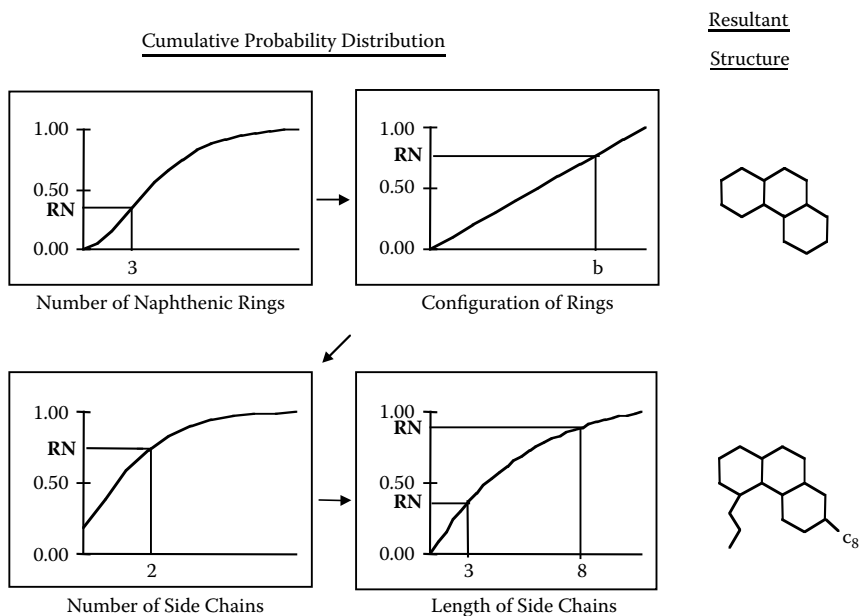 Cumulative Probability Distribution
Resultant
Structure
1.00
0.50
RN
0.00
3
Number of Naphthenic Rings
1.00
RN
0.50
0.00
b
Configuration of Rings
1.00
RN
0.50
0.00
2
Number of Side Chains
1.00
RN
0.50
RN
0.00
3 8
Length of Side Chains
c8